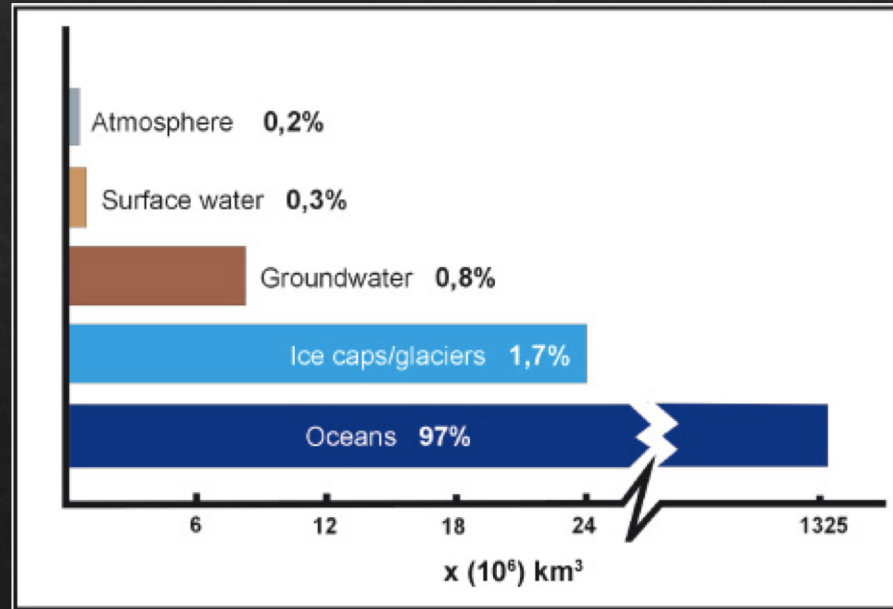 Atmosphere 0,2%
Surface water 0,3%
Groundwater 0,8%
Ice caps/glaciers 1,7%
Oceans 97%
6 12 18 24 1325
x (10⁶) km³